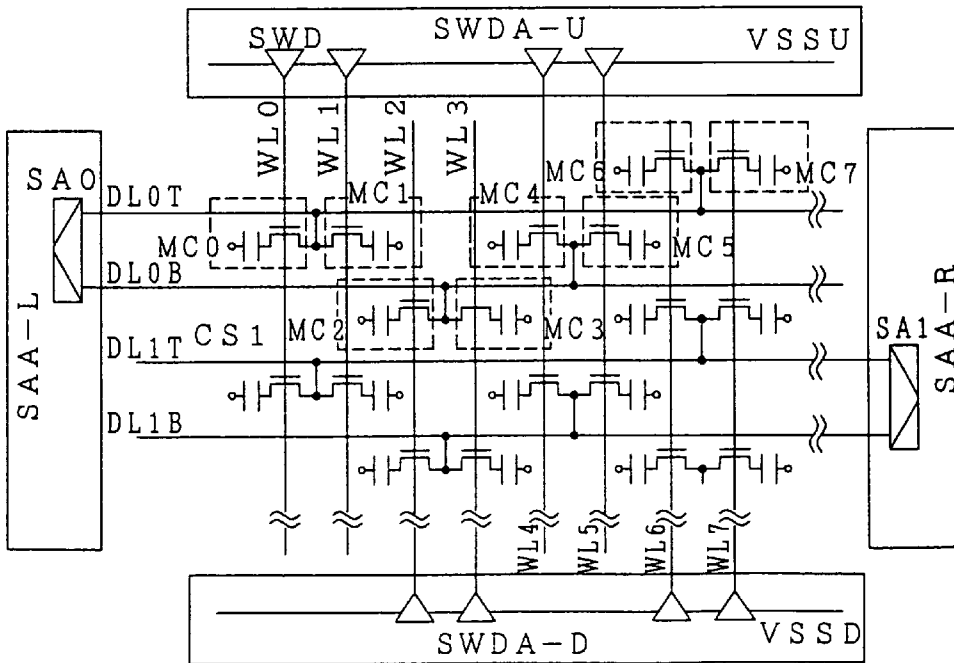 SWD
SWDA-U
VSSU
WL0
WL1
WL2
WL3
SAA-L
SA0
DL0T
MC0
MC1
MC4
MC6
MC7
MC5
DL0B
MC2
MC3
CS1
DL1T
SA1
SAA-R
DL1B
WL4
WL5
WL6
WL7
SWDA-D
VSSD